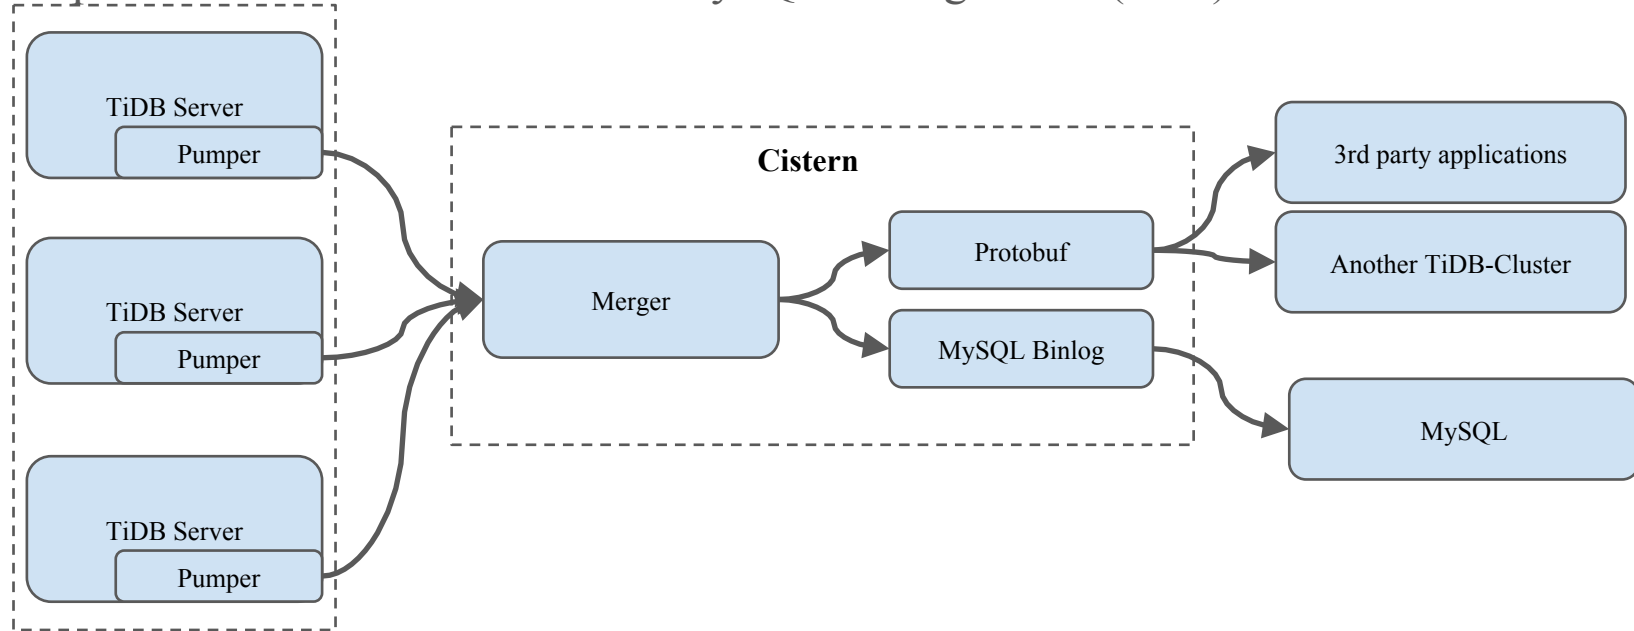 TiDB Server
Pumper
TiDB Server
Pumper
TiDB Server
Pumper
Cistern
Merger
Protobuf
MySQL Binlog
3rd party applications
Another TiDB-Cluster
MySQL